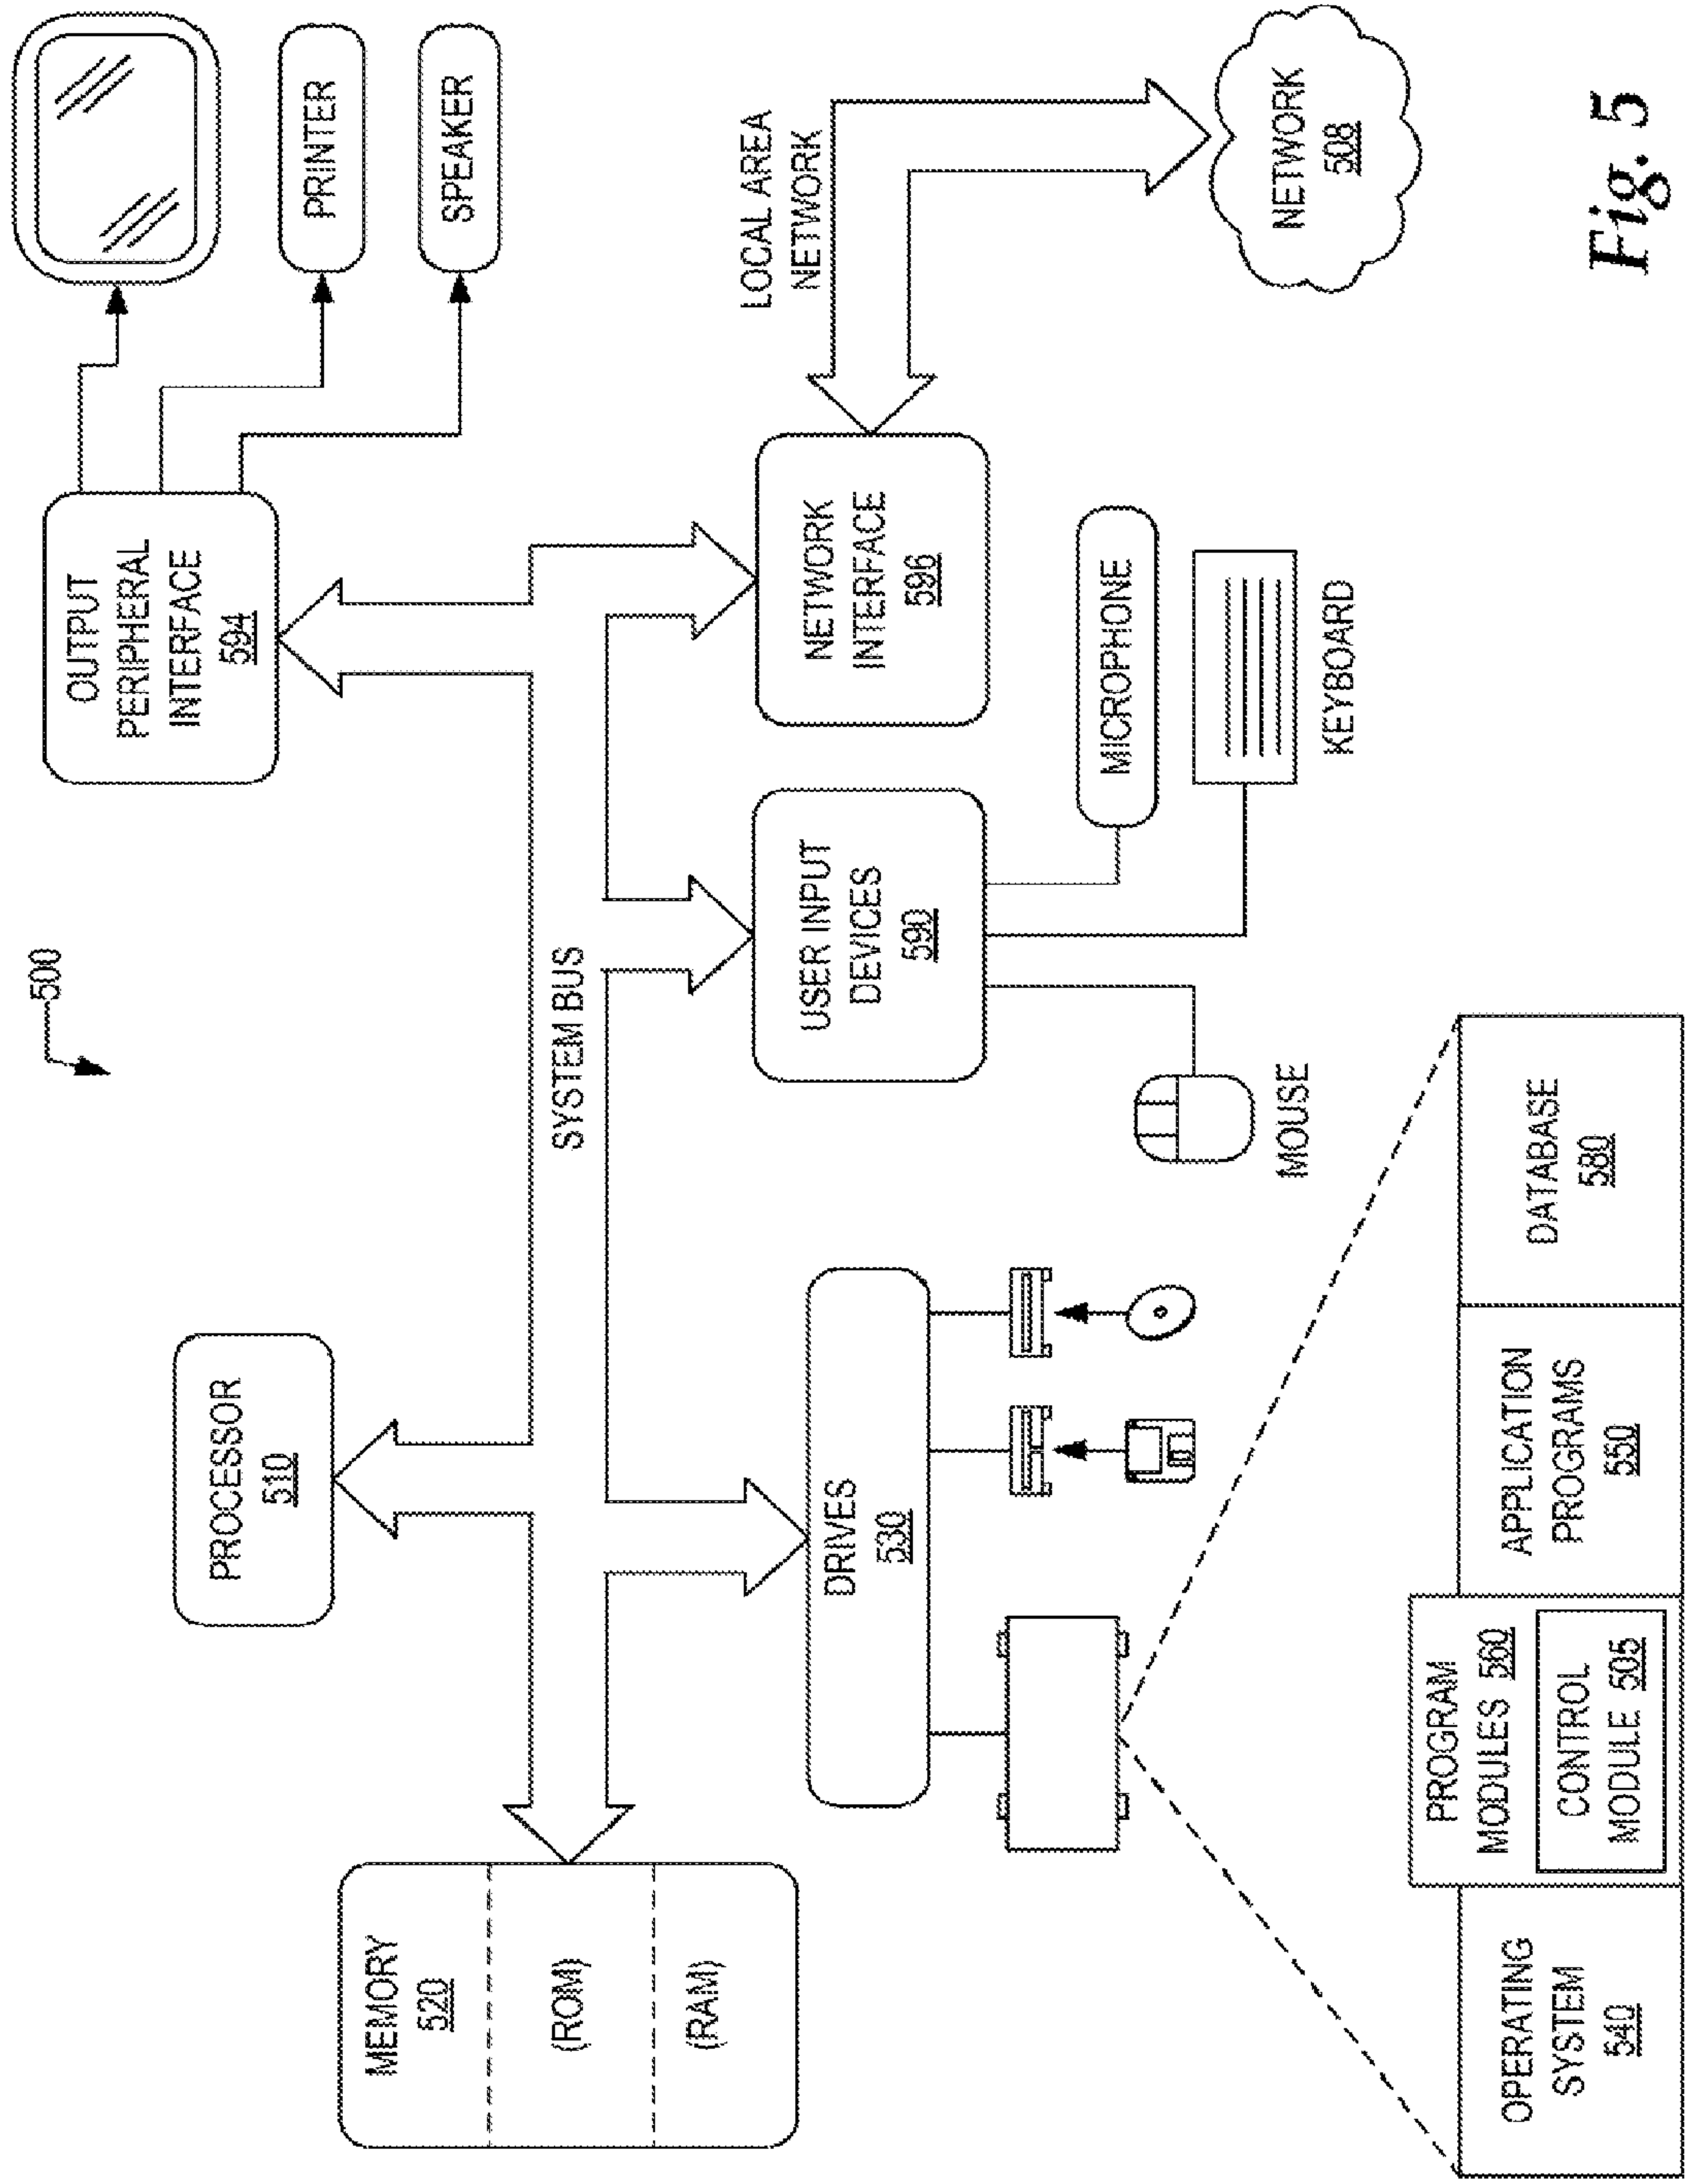 500
PROCESSOR
510
OUTPUT
PERIPHERAL
INTERFACE
594
PRINTER
SPEAKER
MEMORY
520
(ROM)
(RAM)
SYSTEM BUS
LOCAL AREA
NETWORK
DRIVES
530
USER INPUT
DEVICES
590
NETWORK
INTERFACE
596
MOUSE
MICROPHONE
KEYBOARD
NETWORK
508
OPERATING
SYSTEM
540
PROGRAM
MODULES 560
CONTROL
MODULE 505
APPLICATION
PROGRAMS
550
DATABASE
580
Fig. 5